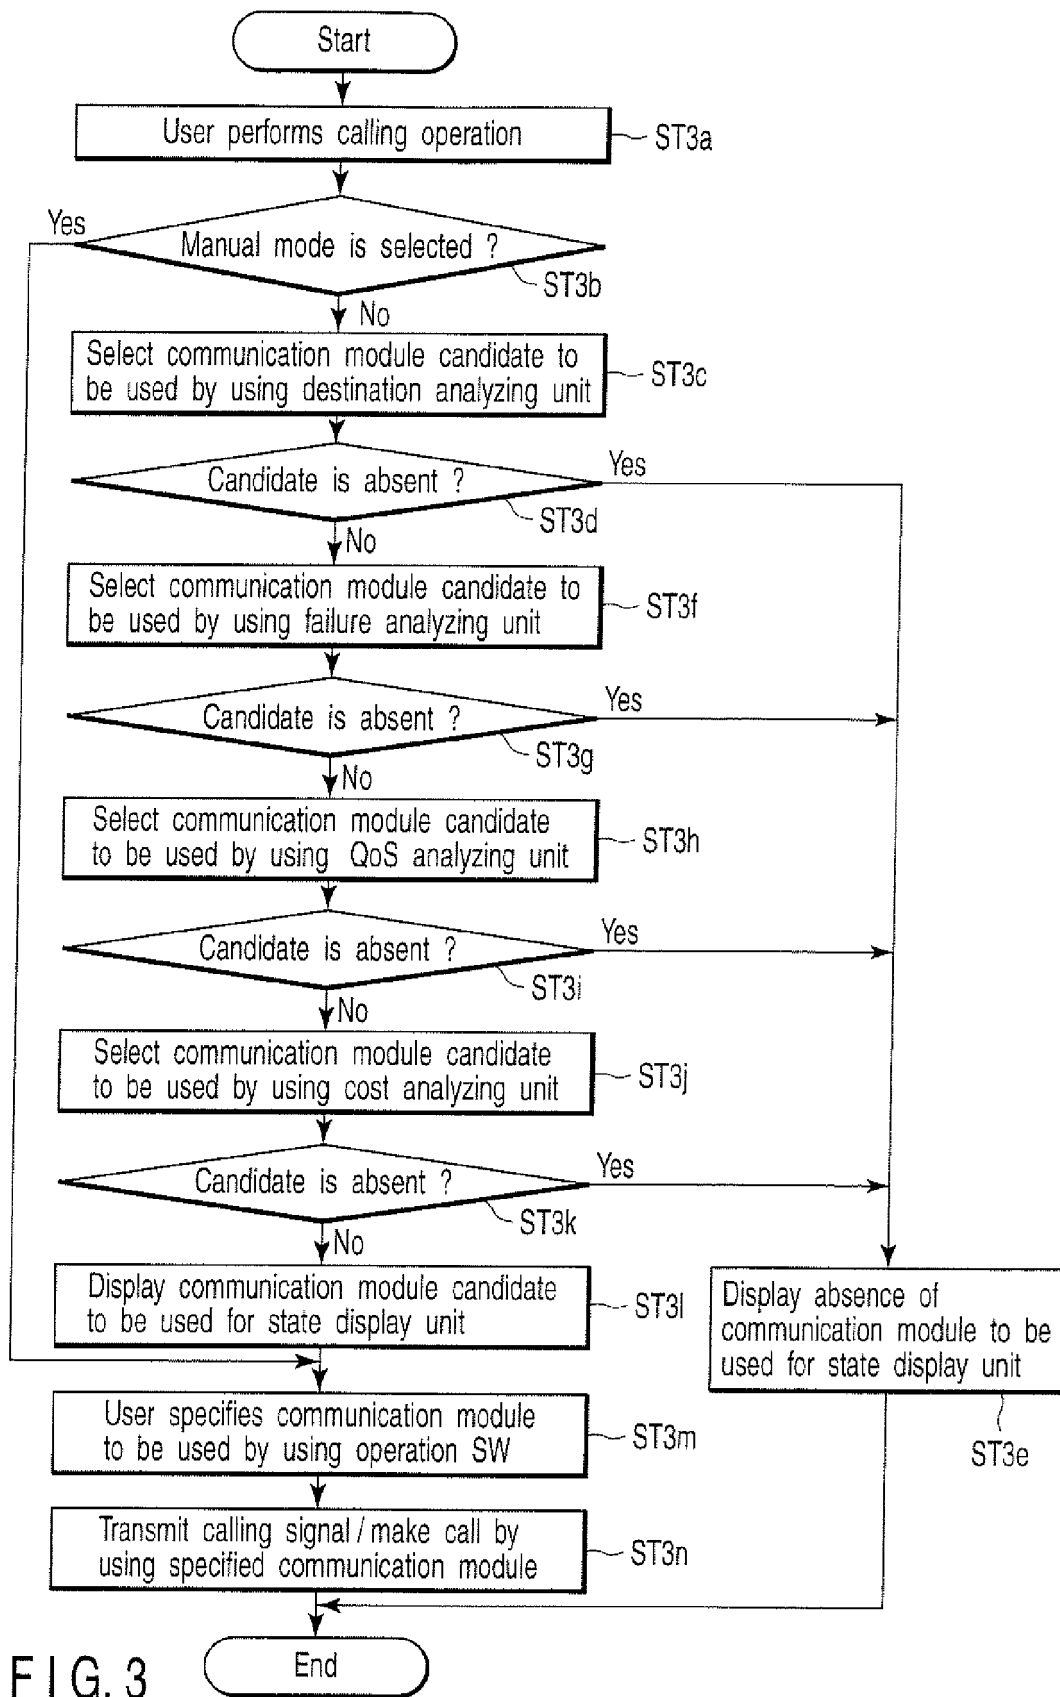 Start
User performs calling operation
ST3a
Yes
Manual mode is selected ?
ST3b
No
Select communication module candidate to
be used by using destination analyzing unit
ST3c
Candidate is absent ?
Yes
ST3d
No
Select communication module candidate to
be used by using failure analyzing unit
ST3f
Candidate is absent ?
Yes
ST3g
No
Select communication module candidate
to be used by using QoS analyzing unit
ST3h
Candidate is absent ?
Yes
ST3i
No
Select communication module candidate
to be used by using cost analyzing unit
ST3j
Candidate is absent ?
Yes
ST3k
No
Display communication module candidate
to be used for state display unit
ST3l
Display absence of
communication module to be
used for state display unit
ST3e
User specifies communication module
to be used by using operation SW
ST3m
Transmit calling signal / make call by
using specified communication module
ST3n
End
FIG. 3